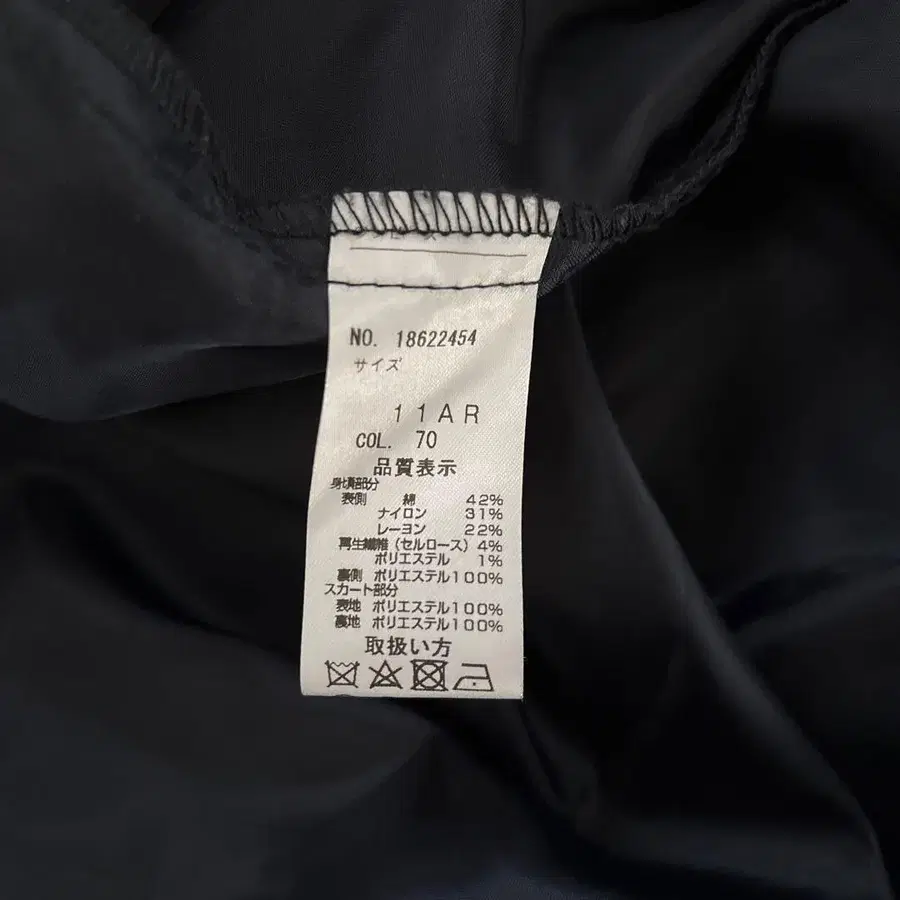 NO. 18622454
サイズ
11AR
COL. 70
品質表示
身頃部分
表側 綿 42%
ナイロン 31%
レーヨン 22%
再生繊維(セルロース) 4%
ポリエステル 1%
裏側 ポリエステル100%
スカート部分
表地 ポリエステル100%
裏地 ポリエステル100%
取扱い方